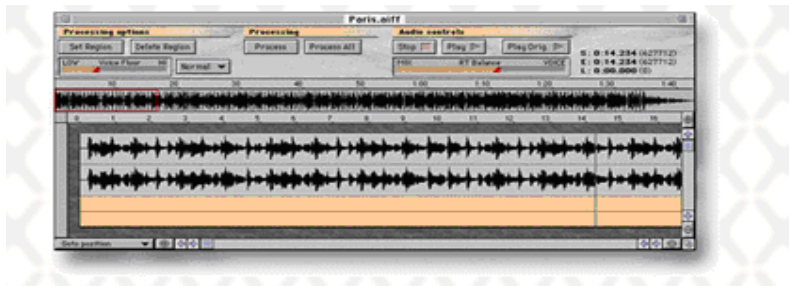 Paris.aiff
Processing options Processing Audio controls
Set Region Delete Region Process Process All Stop Play Play Orig.
S: 0:14.234 (627712)
E: 0:14.234 (627712)
L: 0:00.000 (0)
LOW Voice Floor HI Normal MIX RT Balance VOICE
10 20 30 40 50 1:00 1:10 1:20 1:30 1:40
0 1 2 3 4 5 6 7 8 9 10 11 12 13 14 15 16
Goto position